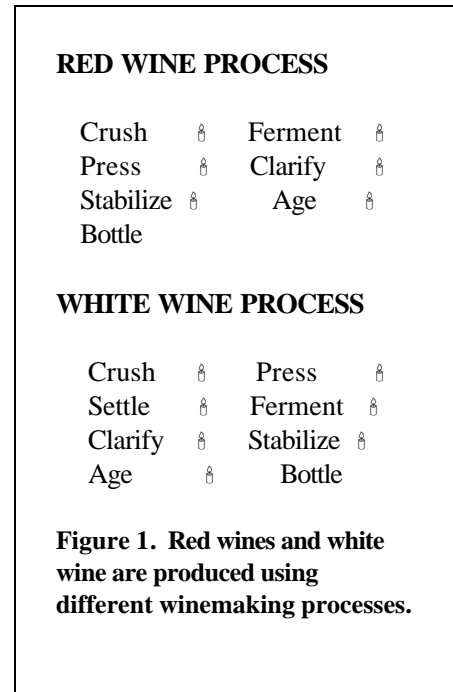 RED WINE PROCESS
Crush 🕯 Ferment 🕯
Press 🕯 Clarify 🕯
Stabilize 🕯 Age 🕯
Bottle
WHITE WINE PROCESS
Crush 🕯 Press 🕯
Settle 🕯 Ferment 🕯
Clarify 🕯 Stabilize 🕯
Age 🕯 Bottle
Figure 1. Red wines and white
wine are produced using
different winemaking processes.